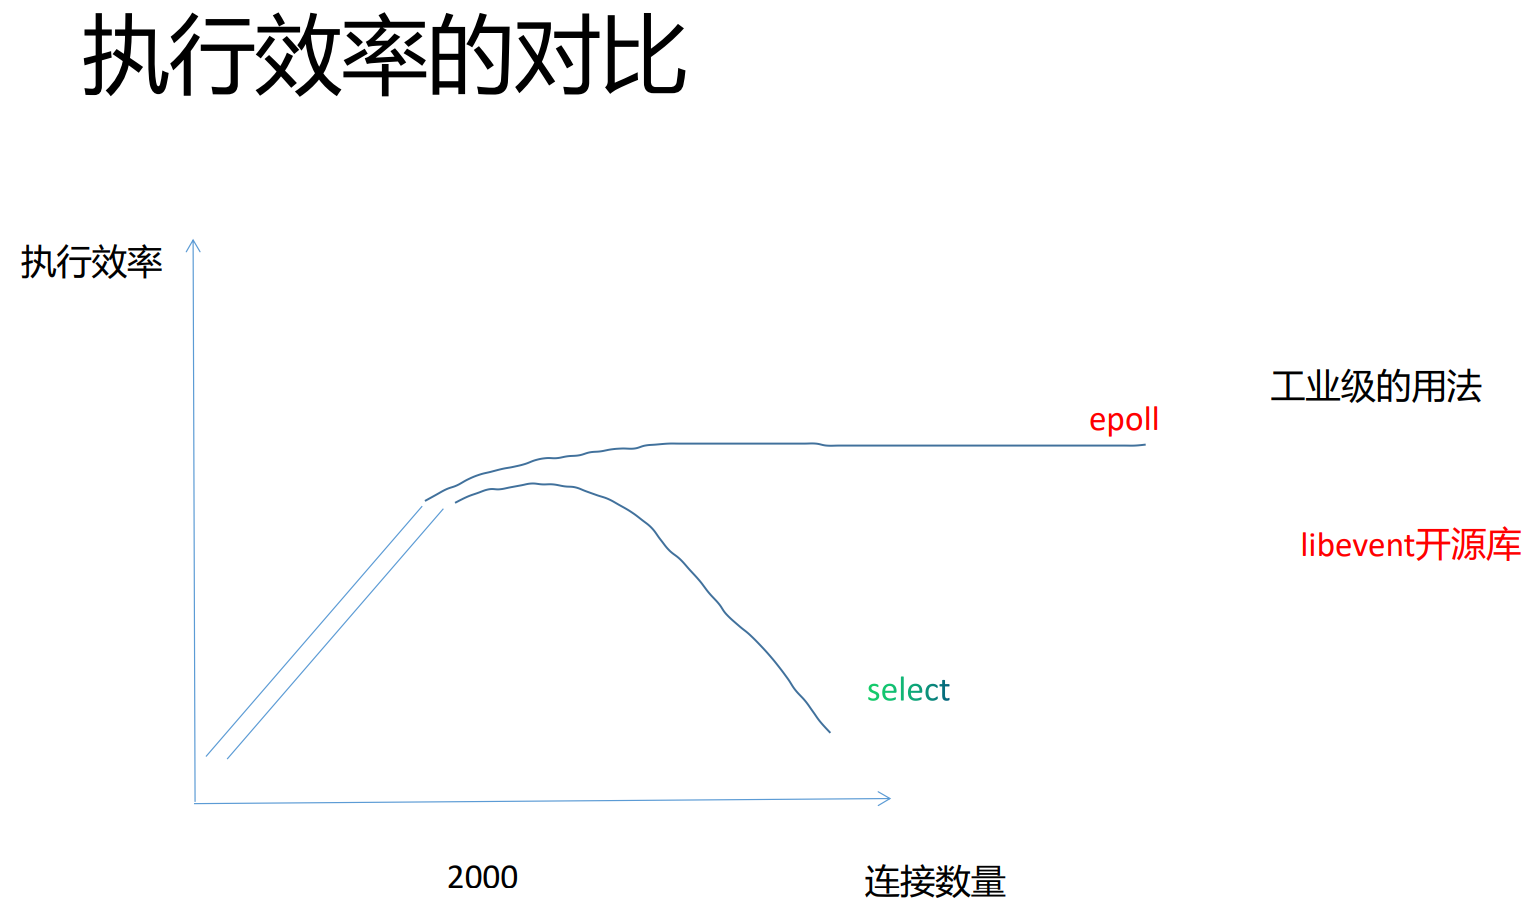 执行效率的对比
执行效率
工业级的用法
epoll
libevent开源库
select
2000
连接数量